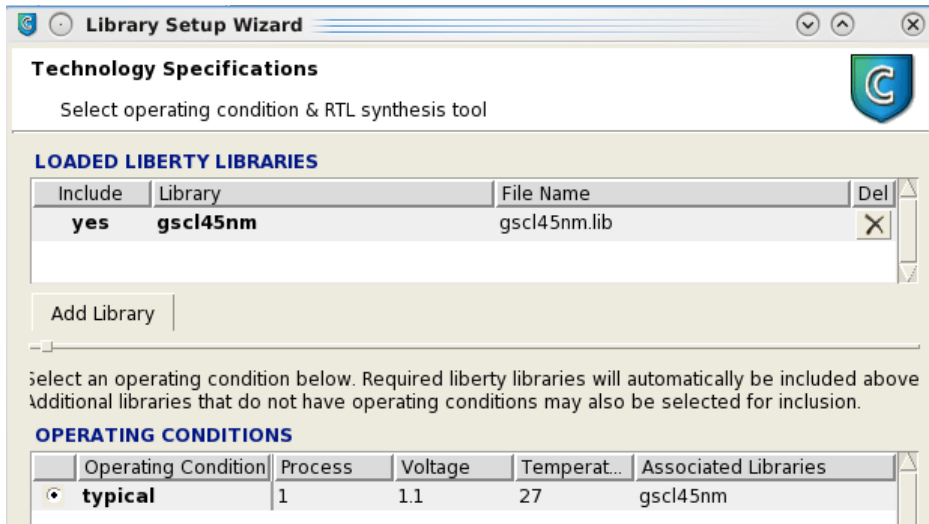 Library Setup Wizard
Technology Specifications
Select operating condition & RTL synthesis tool
LOADED LIBERTY LIBRARIES
Include Library File Name Del
yes gscl45nm gscl45nm.lib
Add Library
Select an operating condition below. Required liberty libraries will automatically be included above
Additional libraries that do not have operating conditions may also be selected for inclusion.
OPERATING CONDITIONS
Operating Condition Process Voltage Temperat... Associated Libraries
typical 1 1.1 27 gscl45nm